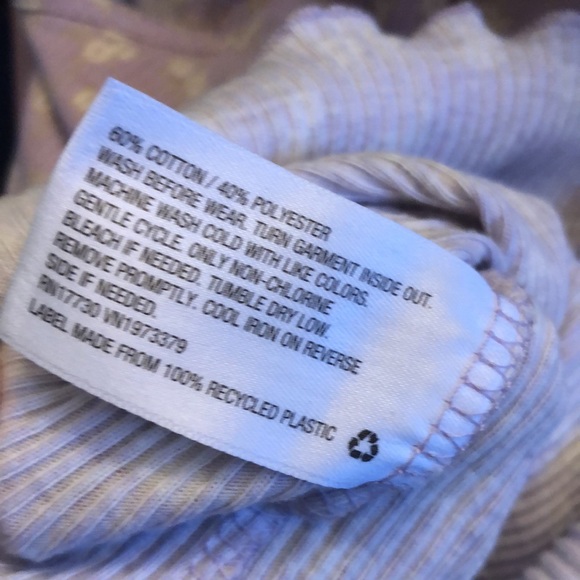 60% COTTON / 40% POLYESTER
WASH BEFORE WEAR. TURN GARMENT INSIDE OUT.
MACHINE WASH COLD WITH LIKE COLORS.
GENTLE CYCLE. ONLY NON-CHLORINE
BLEACH IF NEEDED. TUMBLE DRY LOW.
REMOVE PROMPTLY. COOL IRON ON REVERSE
SIDE IF NEEDED.
RN17730 VN1973379
LABEL MADE FROM 100% RECYCLED PLASTIC